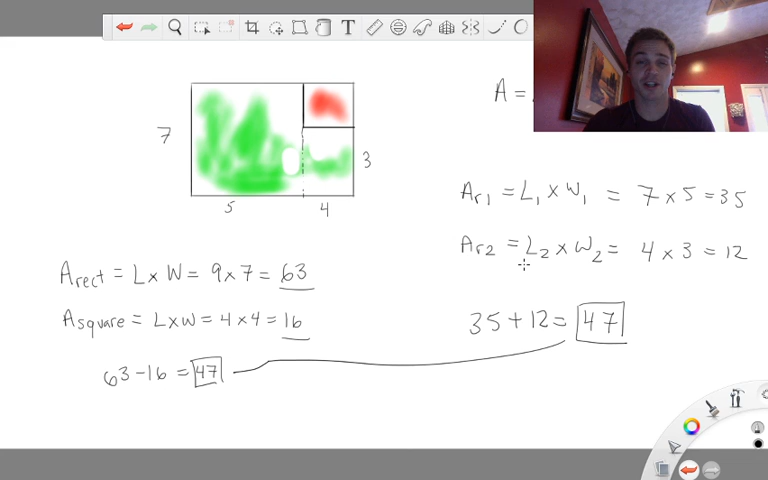 7
3
5 4
A =
Ar1 = L1 x W1 = 7 x 5 = 35
Ar2 = L2 x W2 = 4 x 3 = 12
Arect = L x W = 9 x 7 = 63
Asquare = L x W = 4 x 4 = 16
35 + 12 = 47
63 - 16 = 47